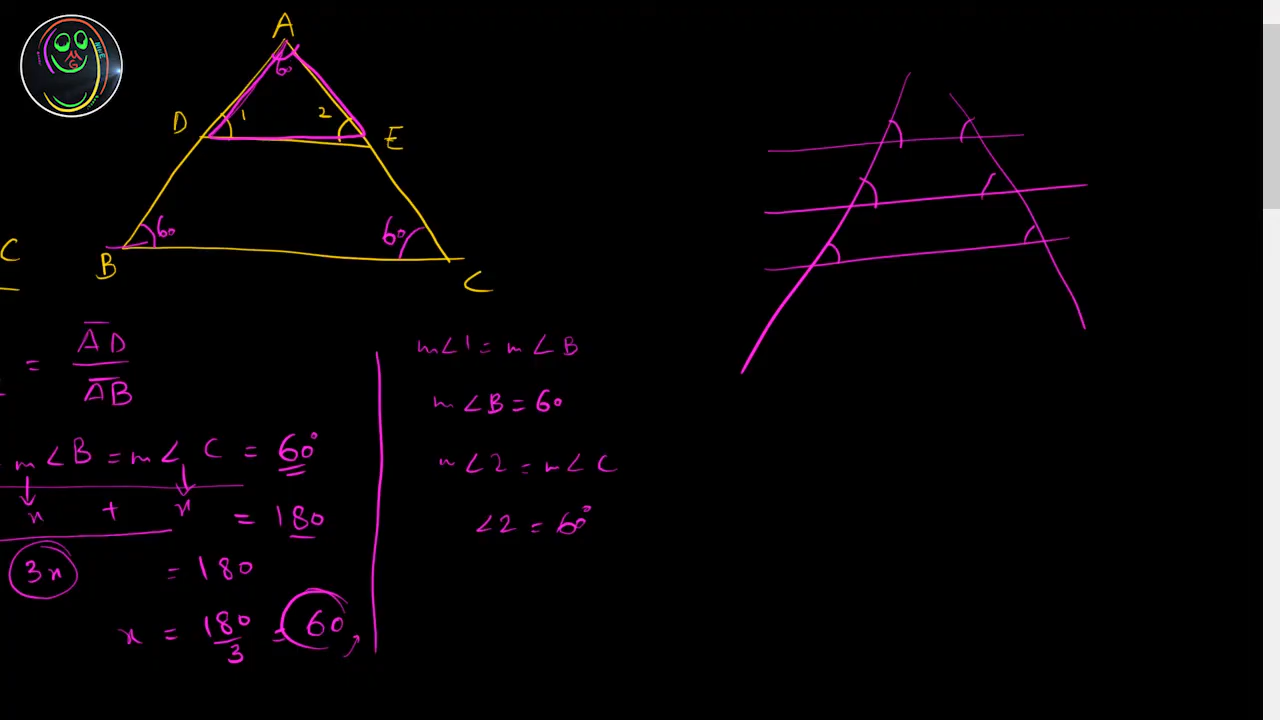 A
60
D 1 2 E
B 60 60 C
C
= AD / AB
m∠B = m∠C = 60°
x + x = 180
3x = 180
x = 180/3 = 60,
m∠1 = m∠B
m∠B = 60
m∠2 = m∠C
∠2 = 60°